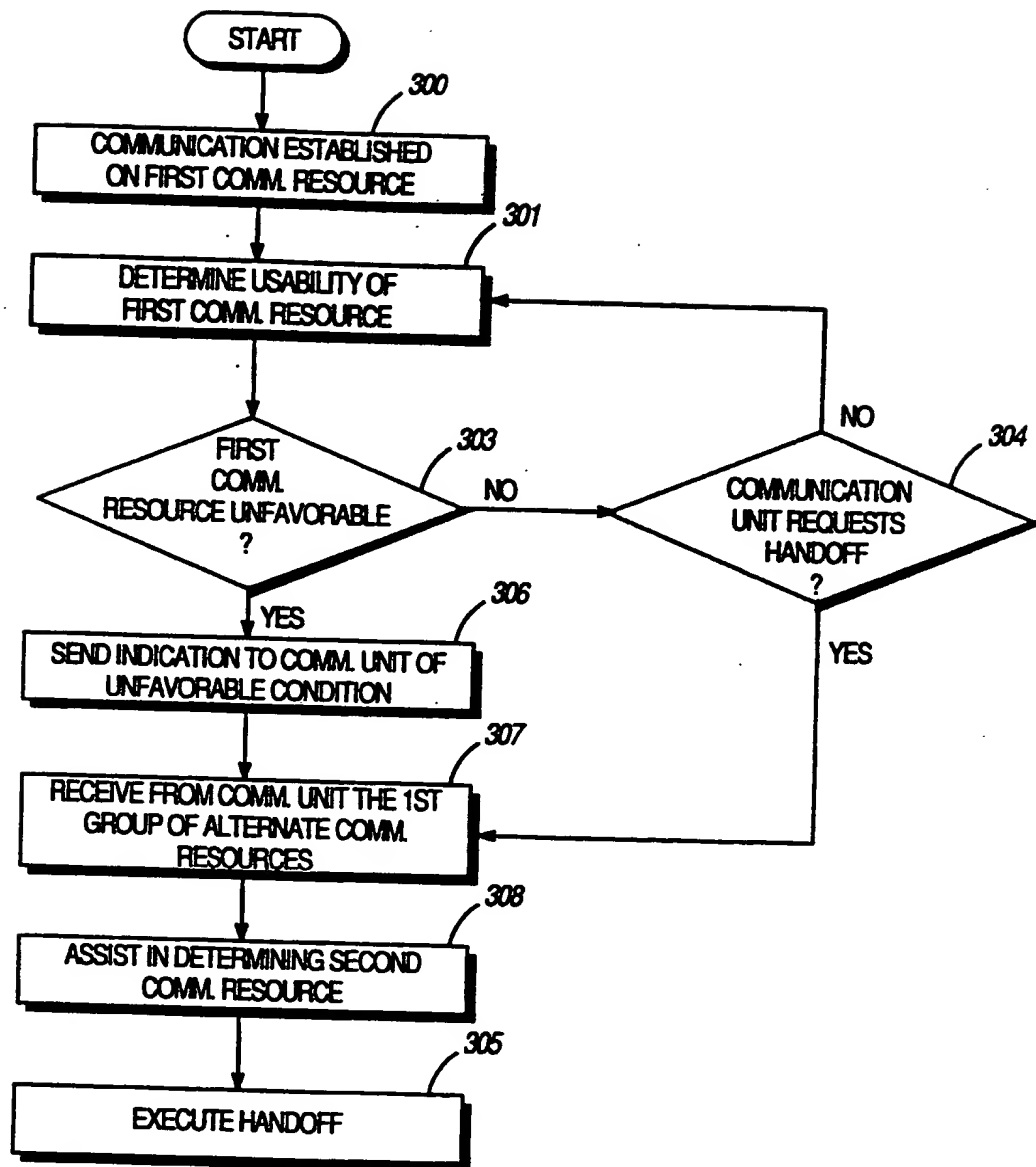 START
300
COMMUNICATION ESTABLISHED
ON FIRST COMM. RESOURCE
301
DETERMINE USABILITY OF
FIRST COMM. RESOURCE
FIRST
COMM.
RESOURCE UNFAVORABLE
?
303
NO
NO
304
COMMUNICATION
UNIT REQUESTS
HANDOFF
?
YES
YES
306
SEND INDICATION TO COMM. UNIT OF
UNFAVORABLE CONDITION
307
RECEIVE FROM COMM. UNIT THE 1ST
GROUP OF ALTERNATE COMM.
RESOURCES
308
ASSIST IN DETERMINING SECOND
COMM. RESOURCE
305
EXECUTE HANDOFF